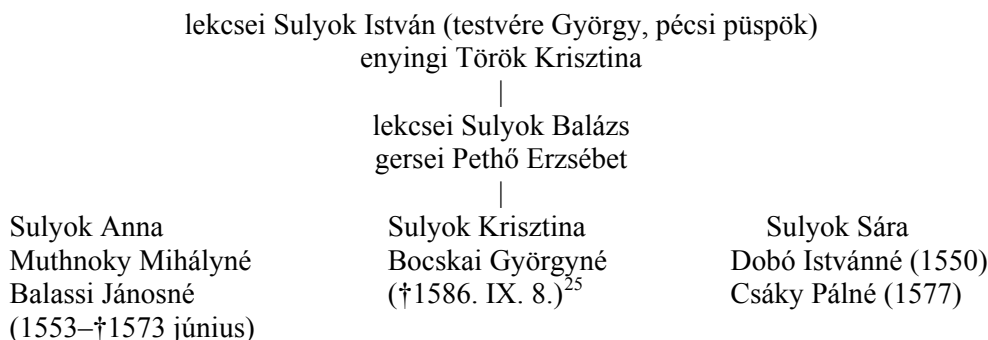 lekcsei Sulyok István (testvére György, pécsi püspök)
enyingi Török Krisztina
|
lekcsei Sulyok Balázs
gersei Pethő Erzsébet
|
Sulyok Anna Sulyok Krisztina Sulyok Sára
Muthnoky Mihályné Bocskai Györgyné Dobó Istvánné (1550)
Balassi Jánosné (†1586. IX. 8.)25 Csáky Pálné (1577)
(1553–†1573 június)